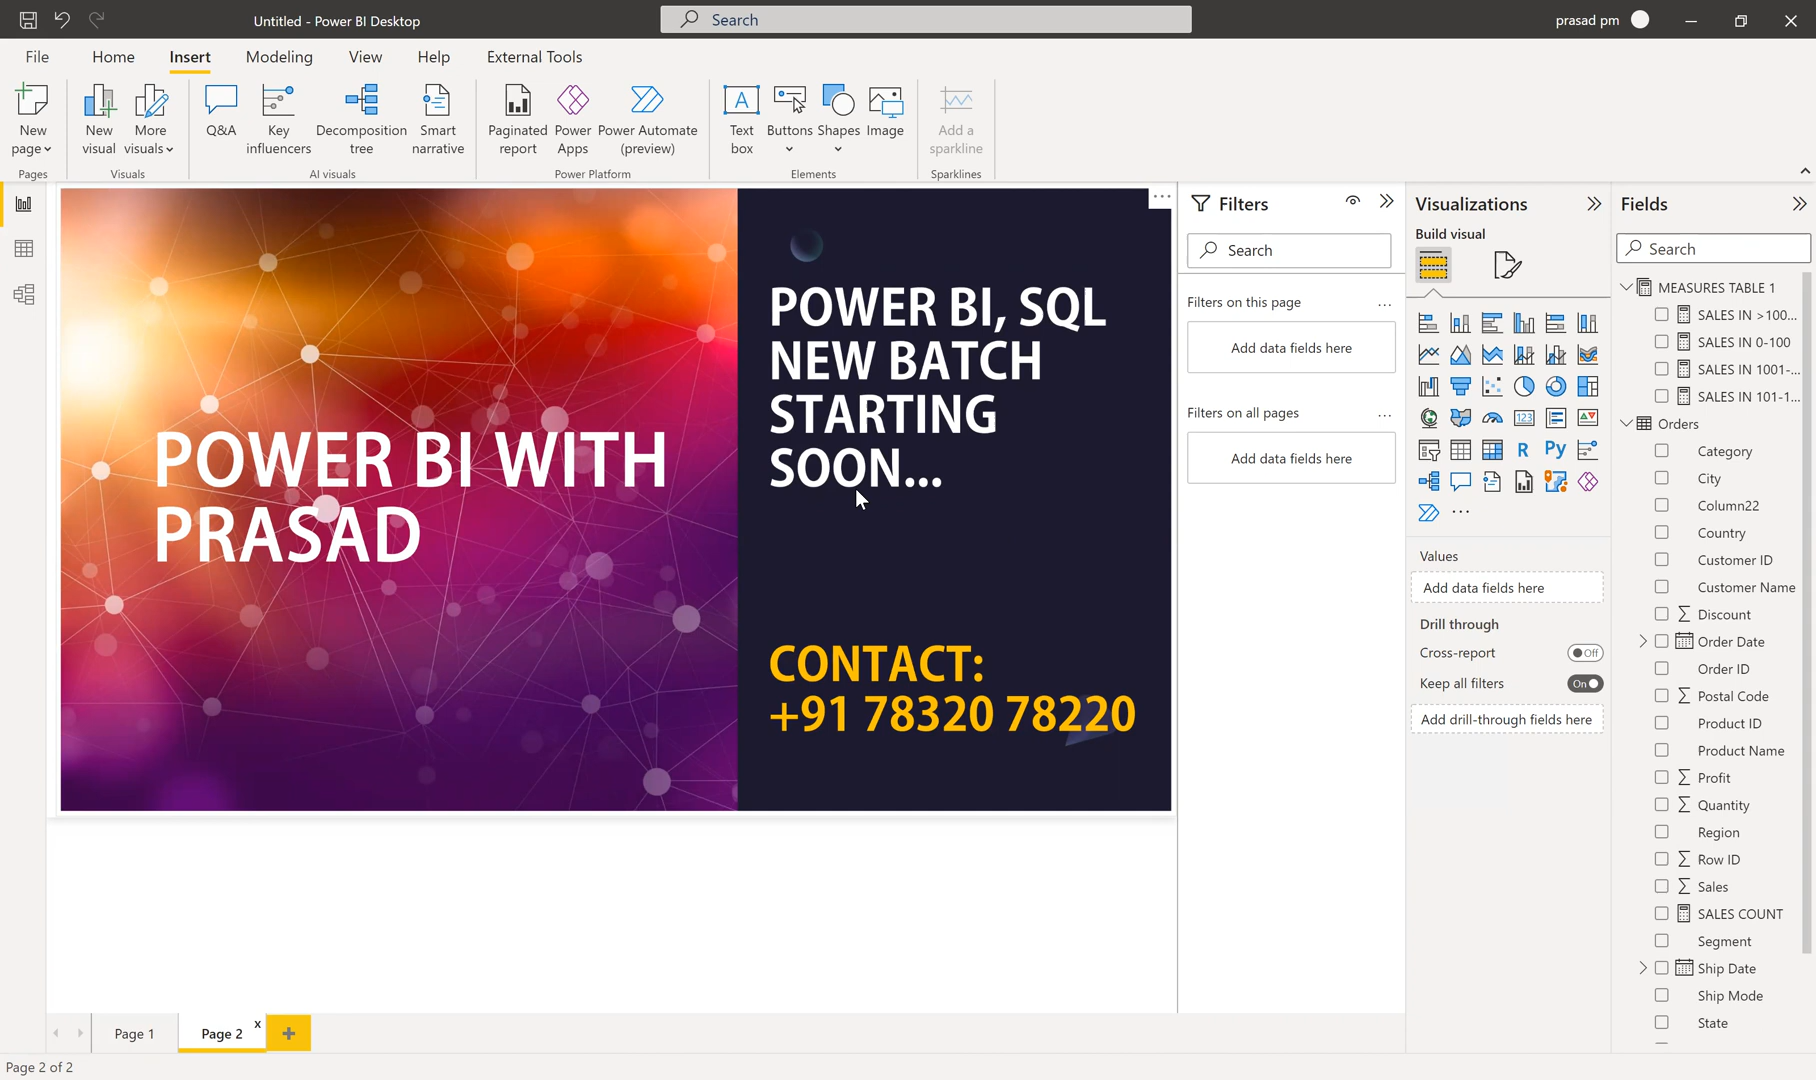 Untitled - Power BI Desktop
Search
prasad pm
File
Home
Insert
Modeling
View
Help
External Tools
New
page
New
visual
More
visuals
Q&A
Key
influencers
Decomposition
tree
Smart
narrative
Paginated
report
Power
Apps
Power Automate
(preview)
Text
box
Buttons
Shapes
Image
Add a
sparkline
Pages
Visuals
AI visuals
Power Platform
Elements
Sparklines
POWER BI WITH
PRASAD
POWER BI, SQL
NEW BATCH
STARTING
SOON...
CONTACT:
+91 78320 78220
Filters
Search
Filters on this page
Add data fields here
Filters on all pages
Add data fields here
Visualizations
Build visual
123
R
Py
Values
Add data fields here
Drill through
Cross-report
Off
Keep all filters
On
Add drill-through fields here
Fields
Search
MEASURES TABLE 1
SALES IN >100...
SALES IN 0-100
SALES IN 1001-...
SALES IN 101-1...
Orders
Category
City
Column22
Country
Customer ID
Customer Name
Discount
Order Date
Order ID
Postal Code
Product ID
Product Name
Profit
Quantity
Region
Row ID
Sales
SALES COUNT
Segment
Ship Date
Ship Mode
State
Page 1
Page 2
x
Page 2 of 2